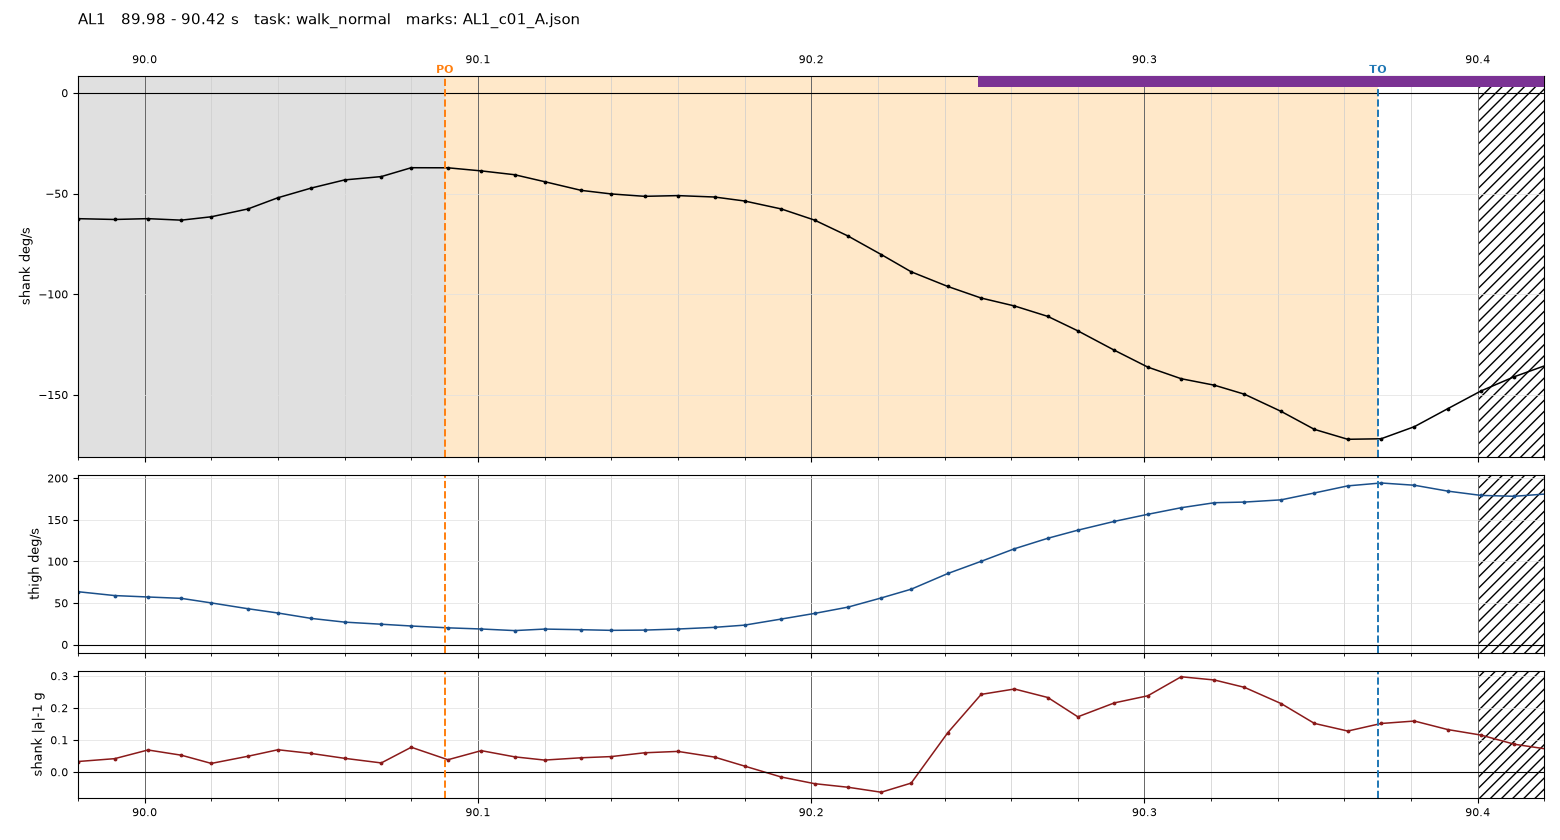 AL1   89.98 - 90.42 s   task: walk_normal   marks: AL1_c01_A.json
90.0 90.1 90.2 90.3 90.4
PO TO
0
−50
−100
−150
shank deg/s
200
150
100
50
0
thigh deg/s
0.3
0.2
0.1
0.0
shank |a|-1 g
90.0 90.1 90.2 90.3 90.4